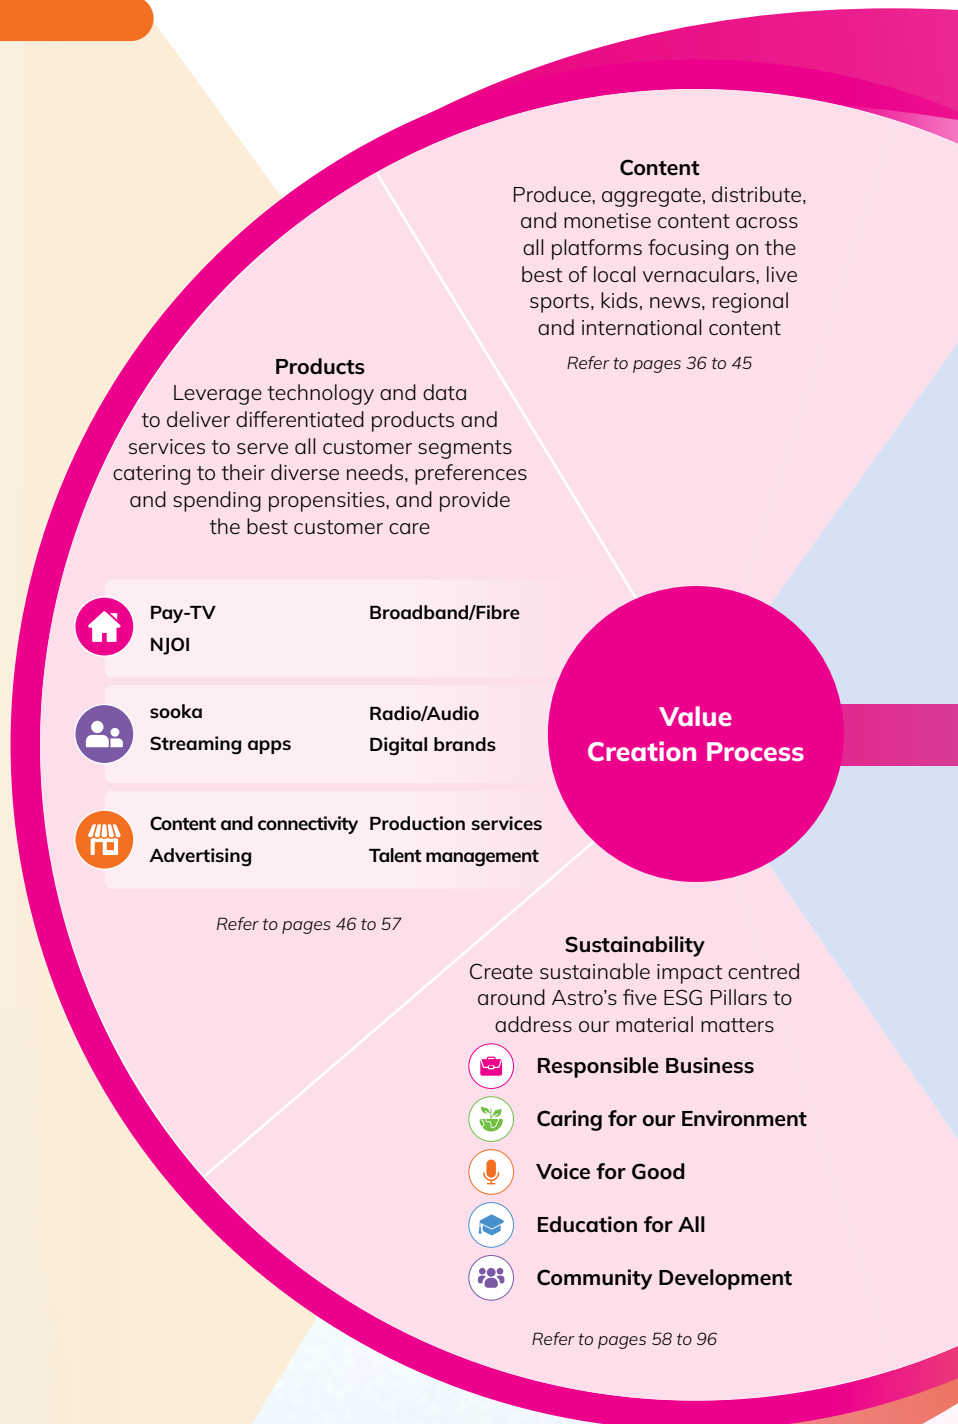 Content
Produce, aggregate, distribute,
and monetise content across
all platforms focusing on the
best of local vernaculars, live
sports, kids, news, regional
and international content
Refer to pages 36 to 45
Products
Leverage technology and data
to deliver differentiated products and
services to serve all customer segments
catering to their diverse needs, preferences
and spending propensities, and provide
the best customer care
Pay-TV
NJOI
Broadband/Fibre
sooka
Streaming apps
Radio/Audio
Digital brands
Content and connectivity
Advertising
Production services
Talent management
Refer to pages 46 to 57
Value
Creation Process
Sustainability
Create sustainable impact centred
around Astro’s five ESG Pillars to
address our material matters
Responsible Business
Caring for our Environment
Voice for Good
Education for All
Community Development
Refer to pages 58 to 96